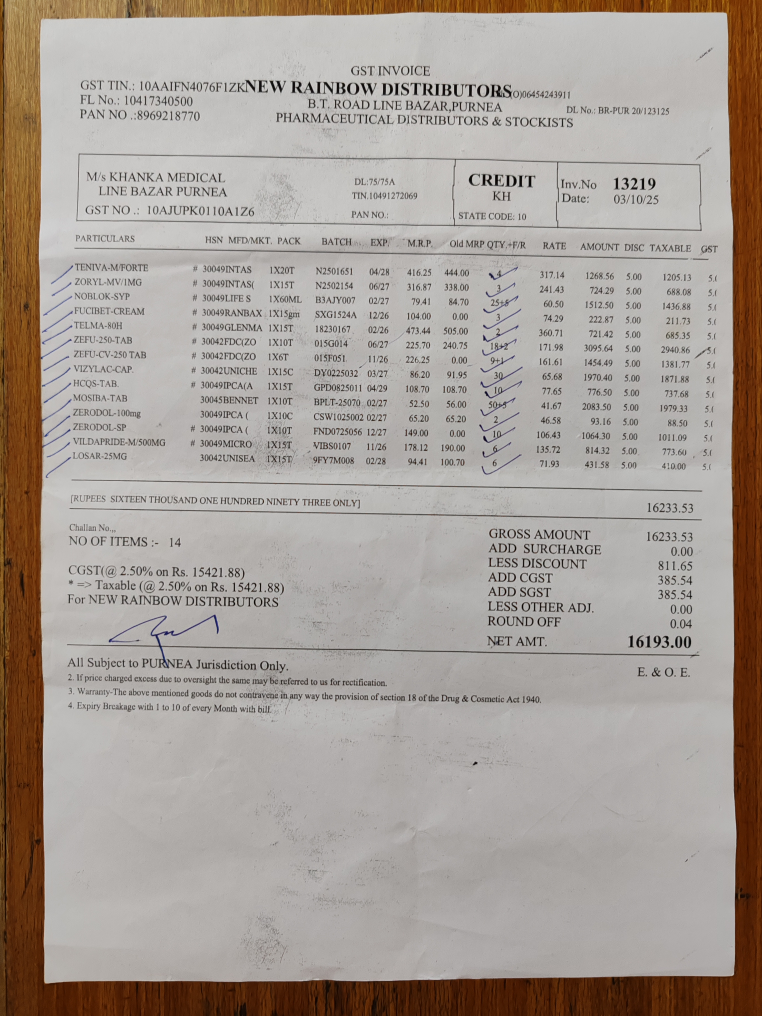 GST INVOICE
GST TIN.: 10AAIFN4076F1ZK NEW RAINBOW DISTRIBUTORS (O)06454243911
FL No.: 10417340500 B.T. ROAD LINE BAZAR,PURNEA DL No.: BR-PUR 20/123125
PAN NO .:8969218770 PHARMACEUTICAL DISTRIBUTORS & STOCKISTS
M/s KHANKA MEDICAL DL:75/75A CREDIT Inv.No 13219
LINE BAZAR PURNEA TIN.10491272069 KH Date: 03/10/25
GST NO .: 10AJUPK0110A1Z6 PAN NO.: STATE CODE: 10
PARTICULARS HSN MFD/MKT. PACK BATCH EXP. M.R.P. Old MRP QTY.+F/R RATE AMOUNT DISC TAXABLE GST
TENIVA-M/FORTE # 30049INTAS 1X20T N2501651 04/28 416.25 444.00 4 317.14 1268.56 5.00 1205.13 5.(
ZORYL-MV/1MG # 30049INTAS( 1X15T N2502154 06/27 316.87 338.00 3 241.43 724.29 5.00 688.08 5.(
NOBLOK-SYP # 30049LIFE S 1X60ML B3AJY007 02/27 79.41 84.70 25+5 60.50 1512.50 5.00 1436.88 5.(
FUCIBET-CREAM # 30049RANBAX 1X15gm SXG1524A 12/26 104.00 0.00 3 74.29 222.87 5.00 211.73 5.(
TELMA-80H # 30049GLENMA 1X15T 18230167 02/26 473.44 505.00 2 360.71 721.42 5.00 685.35 5.(
ZEFU-250-TAB # 30042FDC(ZO 1X10T 015G014 06/27 225.70 240.75 18+2 171.98 3095.64 5.00 2940.86 5.(
ZEFU-CV-250 TAB # 30042FDC(ZO 1X6T 015F051 11/26 226.25 0.00 9+1 161.61 1454.49 5.00 1381.77 5.(
VIZYLAC-CAP. # 30042UNICHE 1X15C DY0225032 03/27 86.20 91.95 30 65.68 1970.40 5.00 1871.88 5.(
HCQS-TAB. # 30049IPCA(A 1X15T GPD0825011 04/29 108.70 108.70 10 77.65 776.50 5.00 737.68 5.(
MOSIBA-TAB 30045BENNET 1X10T BPLT-25070 02/27 52.50 56.00 50+5 41.67 2083.50 5.00 1979.33 5.(
ZERODOL-100mg # 30049IPCA ( 1X10C CSW1025002 02/27 65.20 65.20 2 46.58 93.16 5.00 88.50 5.(
ZERODOL-SP # 30049IPCA ( 1X10T FND0725056 12/27 149.00 0.00 10 106.43 1064.30 5.00 1011.09 5.(
VILDAPRIDE-M/500MG # 30049MICRO 1X15T VIBS0107 11/26 178.12 190.00 6 135.72 814.32 5.00 773.60 5.(
LOSAR-25MG 30042UNISEA 1X15T 9FY7M008 02/28 94.41 100.70 6 71.93 431.58 5.00 410.00 5.(
[RUPEES SIXTEEN THOUSAND ONE HUNDRED NINETY THREE ONLY] 16233.53
Challan No.,,
NO OF ITEMS :- 14
GROSS AMOUNT 16233.53
ADD SURCHARGE 0.00
CGST(@ 2.50% on Rs. 15421.88) LESS DISCOUNT 811.65
* => Taxable (@ 2.50% on Rs. 15421.88) ADD CGST 385.54
For NEW RAINBOW DISTRIBUTORS ADD SGST 385.54
LESS OTHER ADJ. 0.00
ROUND OFF 0.04
NET AMT. 16193.00
All Subject to PURNEA Jurisdiction Only. E. & O. E.
2. If price charged excess due to oversight the same may be referred to us for rectification.
3. Warranty-The above mentioned goods do not contravene in any way the provision of section 18 of the Drug & Cosmetic Act 1940.
4. Expiry Breakage with 1 to 10 of every Month with bill.